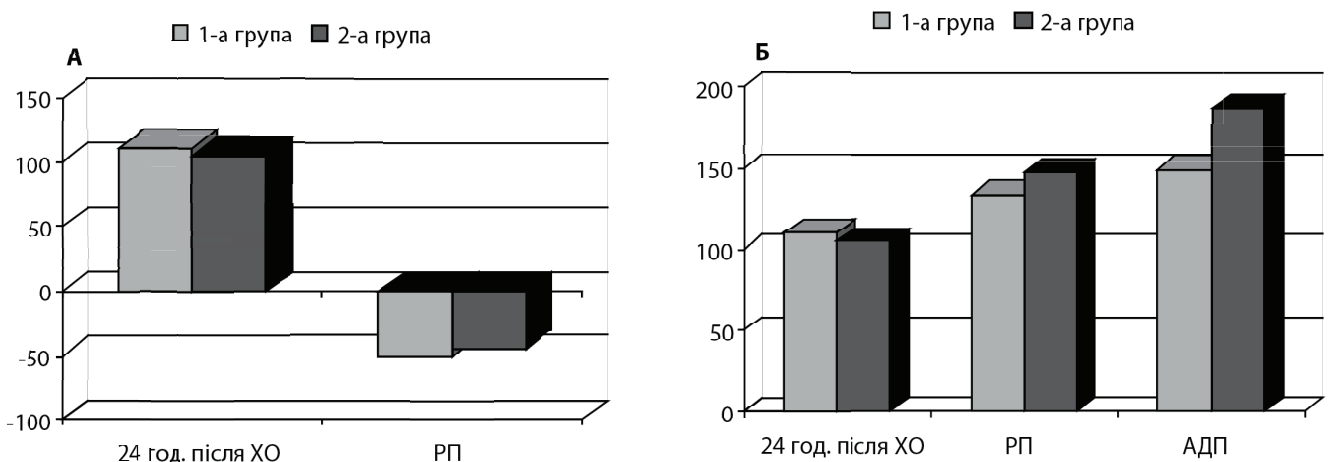 1-а група 2-а група
А
150
100
50
0
-50
-100
24 год. після ХО РП
1-а група 2-а група
Б
200
150
100
50
0
24 год. після ХО РП АДП